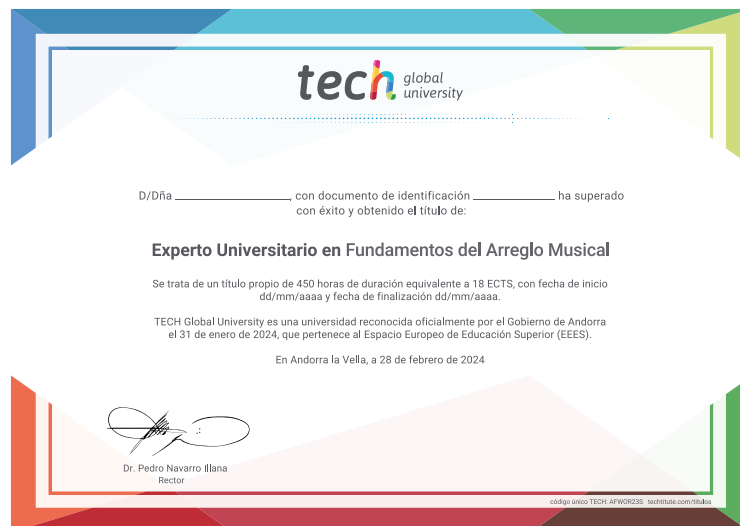 tech global university
D/Dña ____________________, con documento de identificación ______________ ha superado
con éxito y obtenido el título de:
Experto Universitario en Fundamentos del Arreglo Musical
Se trata de un título propio de 450 horas de duración equivalente a 18 ECTS, con fecha de inicio
dd/mm/aaaa y fecha de finalización dd/mm/aaaa.
TECH Global University es una universidad reconocida oficialmente por el Gobierno de Andorra
el 31 de enero de 2024, que pertenece al Espacio Europeo de Educación Superior (EEES).
En Andorra la Vella, a 28 de febrero de 2024
Dr. Pedro Navarro Illana
Rector
código único TECH: AFWOR23S techtitute.com/titulos